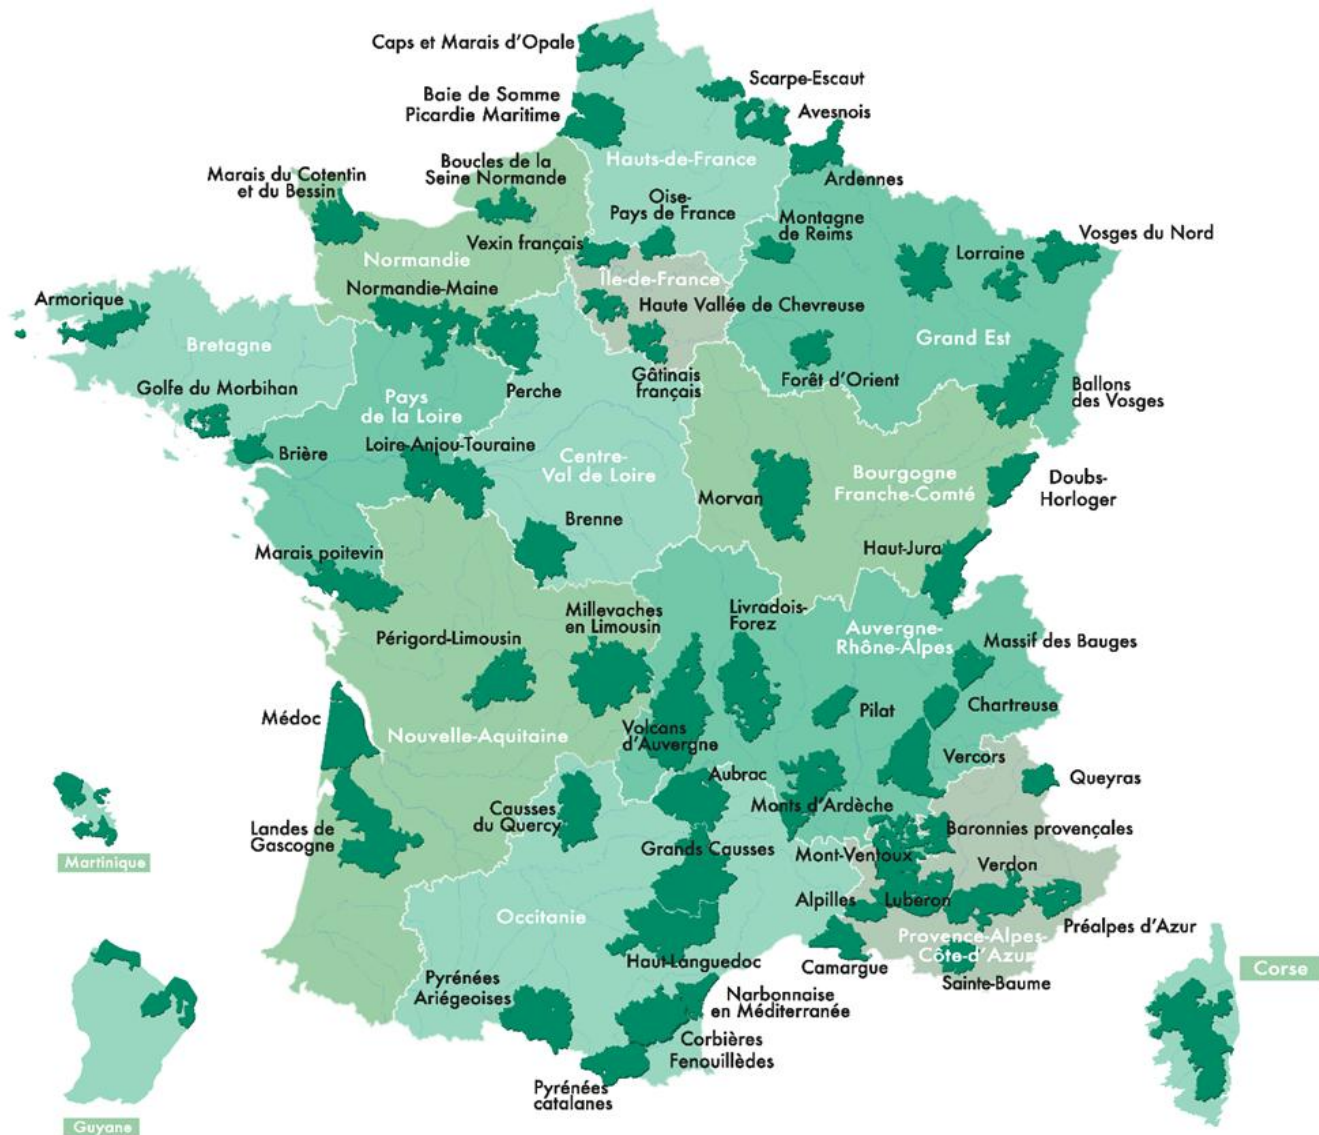 Caps et Marais d'Opale
Scarpe-Escaut
Baie de Somme
Picardie Maritime
Avesnois
Hauts-de-France
Ardennes
Marais du Cotentin
et du Bessin
Boucles de la
Seine Normande
Oise-
Pays de France
Montagne
de Reims
Vosges du Nord
Lorraine
Vexin français
Normandie
Île-de-France
Armorique
Normandie-Maine
Haute Vallée de Chevreuse
Bretagne
Grand Est
Golfe du Morbihan
Perche
Gâtinais
français
Forêt d'Orient
Ballons
des Vosges
Pays
de la Loire
Brière
Loire-Anjou-Touraine
Centre-
Val de Loire
Bourgogne
Franche-Comté
Doubs-
Horloger
Morvan
Brenne
Haut-Jura
Marais poitevin
Millevaches
en Limousin
Livradois-
Forez
Auvergne-
Rhône-Alpes
Périgord-Limousin
Massif des Bauges
Médoc
Pilat
Chartreuse
Nouvelle-Aquitaine
Volcans
d'Auvergne
Vercors
Aubrac
Queyras
Causses
du Quercy
Monts d'Ardèche
Landes de
Gascogne
Baronnies provençales
Grands Causses
Mont-Ventoux
Verdon
Martinique
Alpilles
Luberon
Occitanie
Préalpes d'Azur
Provence-Alpes-
Côte-d'Azur
Haut-Languedoc
Camargue
Sainte-Baume
Corse
Pyrénées
Ariégeoises
Narbonnaise
en Méditerranée
Corbières
Fenouillèdes
Pyrénées
catalanes
Guyane